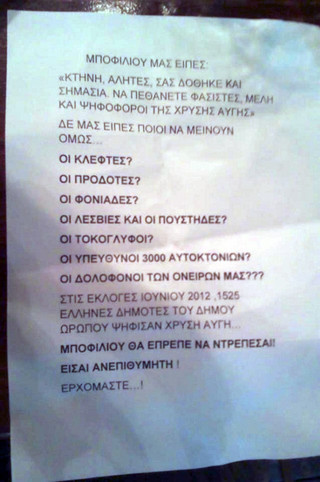 ΜΠΟΦΙΛΙΟΥ ΜΑΣ ΕΙΠΕΣ:
«ΚΤΗΝΗ, ΑΛΗΤΕΣ, ΣΑΣ ΔΟΘΗΚΕ ΚΑΙ
ΣΗΜΑΣΙΑ. ΝΑ ΠΕΘΑΝΕΤΕ ΦΑΣΙΣΤΕΣ, ΜΕΛΗ
ΚΑΙ ΨΗΦΟΦΟΡΟΙ ΤΗΣ ΧΡΥΣΗΣ ΑΥΓΗΣ»
ΔΕ ΜΑΣ ΕΙΠΕΣ ΠΟΙΟΙ ΝΑ ΜΕΙΝΟΥΝ
ΟΜΩΣ...
ΟΙ ΚΛΕΦΤΕΣ?
ΟΙ ΠΡΟΔΟΤΕΣ?
ΟΙ ΦΟΝΙΑΔΕΣ?
ΟΙ ΛΕΣΒΙΕΣ ΚΑΙ ΟΙ ΠΟΥΣΤΗΔΕΣ?
ΟΙ ΤΟΚΟΓΛΥΦΟΙ?
ΟΙ ΥΠΕΥΘΥΝΟΙ 3000 ΑΥΤΟΚΤΟΝΙΩΝ?
ΟΙ ΔΟΛΟΦΟΝΟΙ ΤΩΝ ΟΝΕΙΡΩΝ ΜΑΣ???
ΣΤΙΣ ΕΚΛΟΓΕΣ ΙΟΥΝΙΟΥ 2012 ,1525
ΕΛΛΗΝΕΣ ΔΗΜΟΤΕΣ ΤΟΥ ΔΗΜΟΥ
ΩΡΩΠΟΥ ΨΗΦΙΣΑΝ ΧΡΥΣΗ ΑΥΓΗ...
ΜΠΟΦΙΛΙΟΥ ΘΑ ΕΠΡΕΠΕ ΝΑ ΝΤΡΕΠΕΣΑΙ!
ΕΙΣΑΙ ΑΝΕΠΙΘΥΜΗΤΗ !
ΕΡΧΟΜΑΣΤΕ...!